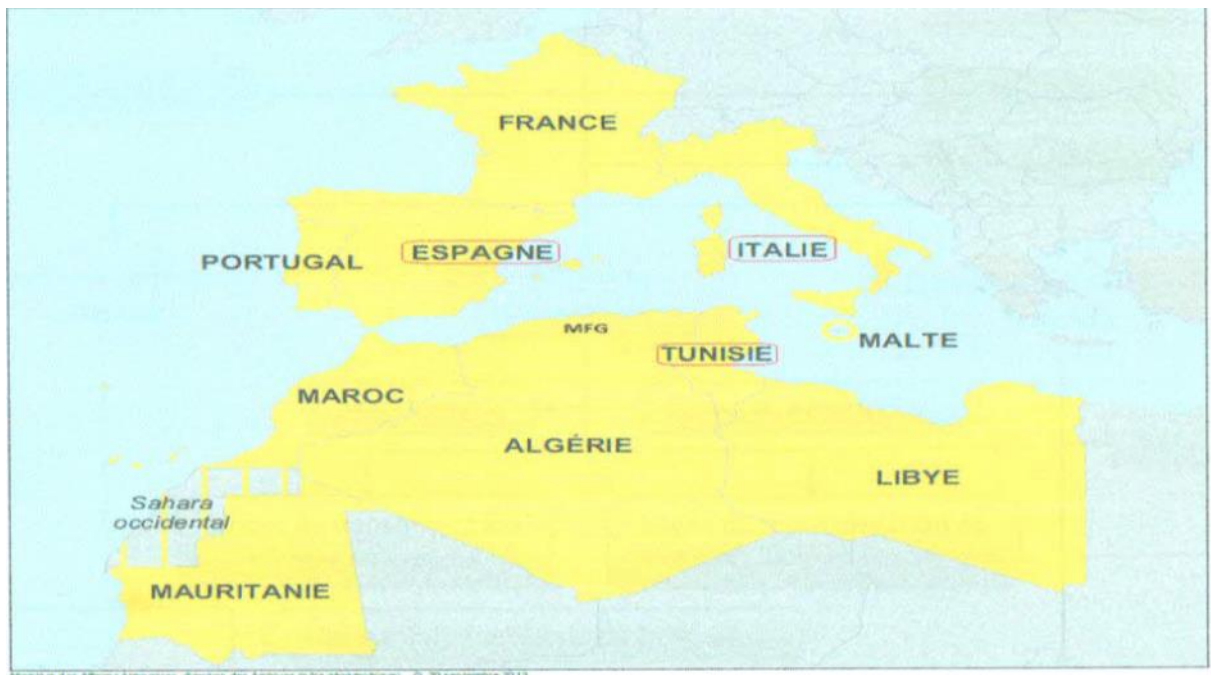 FRANCE
ESPAGNE
ITALIE
PORTUGAL
MFG
MALTE
TUNISIE
MAROC
ALGÉRIE
LIBYE
Sahara
occidental
MAURITANIE